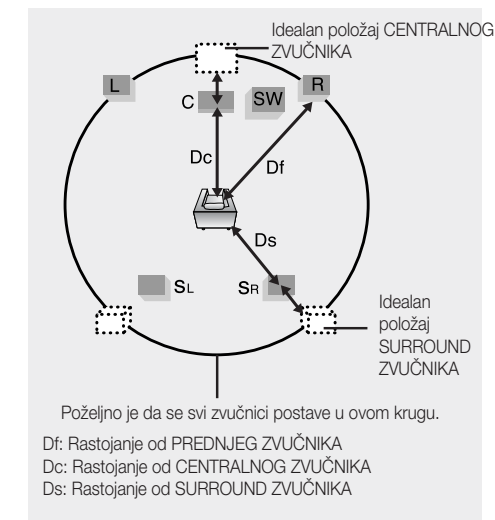 Idealan položaj CENTRALNOG
ZVUČNIKA
L
R
C
SW
Dc
Df
Ds
SL
SR
Idealan
položaj
SURROUND
ZVUČNIKA
Poželjno je da se svi zvučnici postave u ovom krugu.
Df: Rastojanje od PREDNJEG ZVUČNIKA
Dc: Rastojanje od CENTRALNOG ZVUČNIKA
Ds: Rastojanje od SURROUND ZVUČNIKA